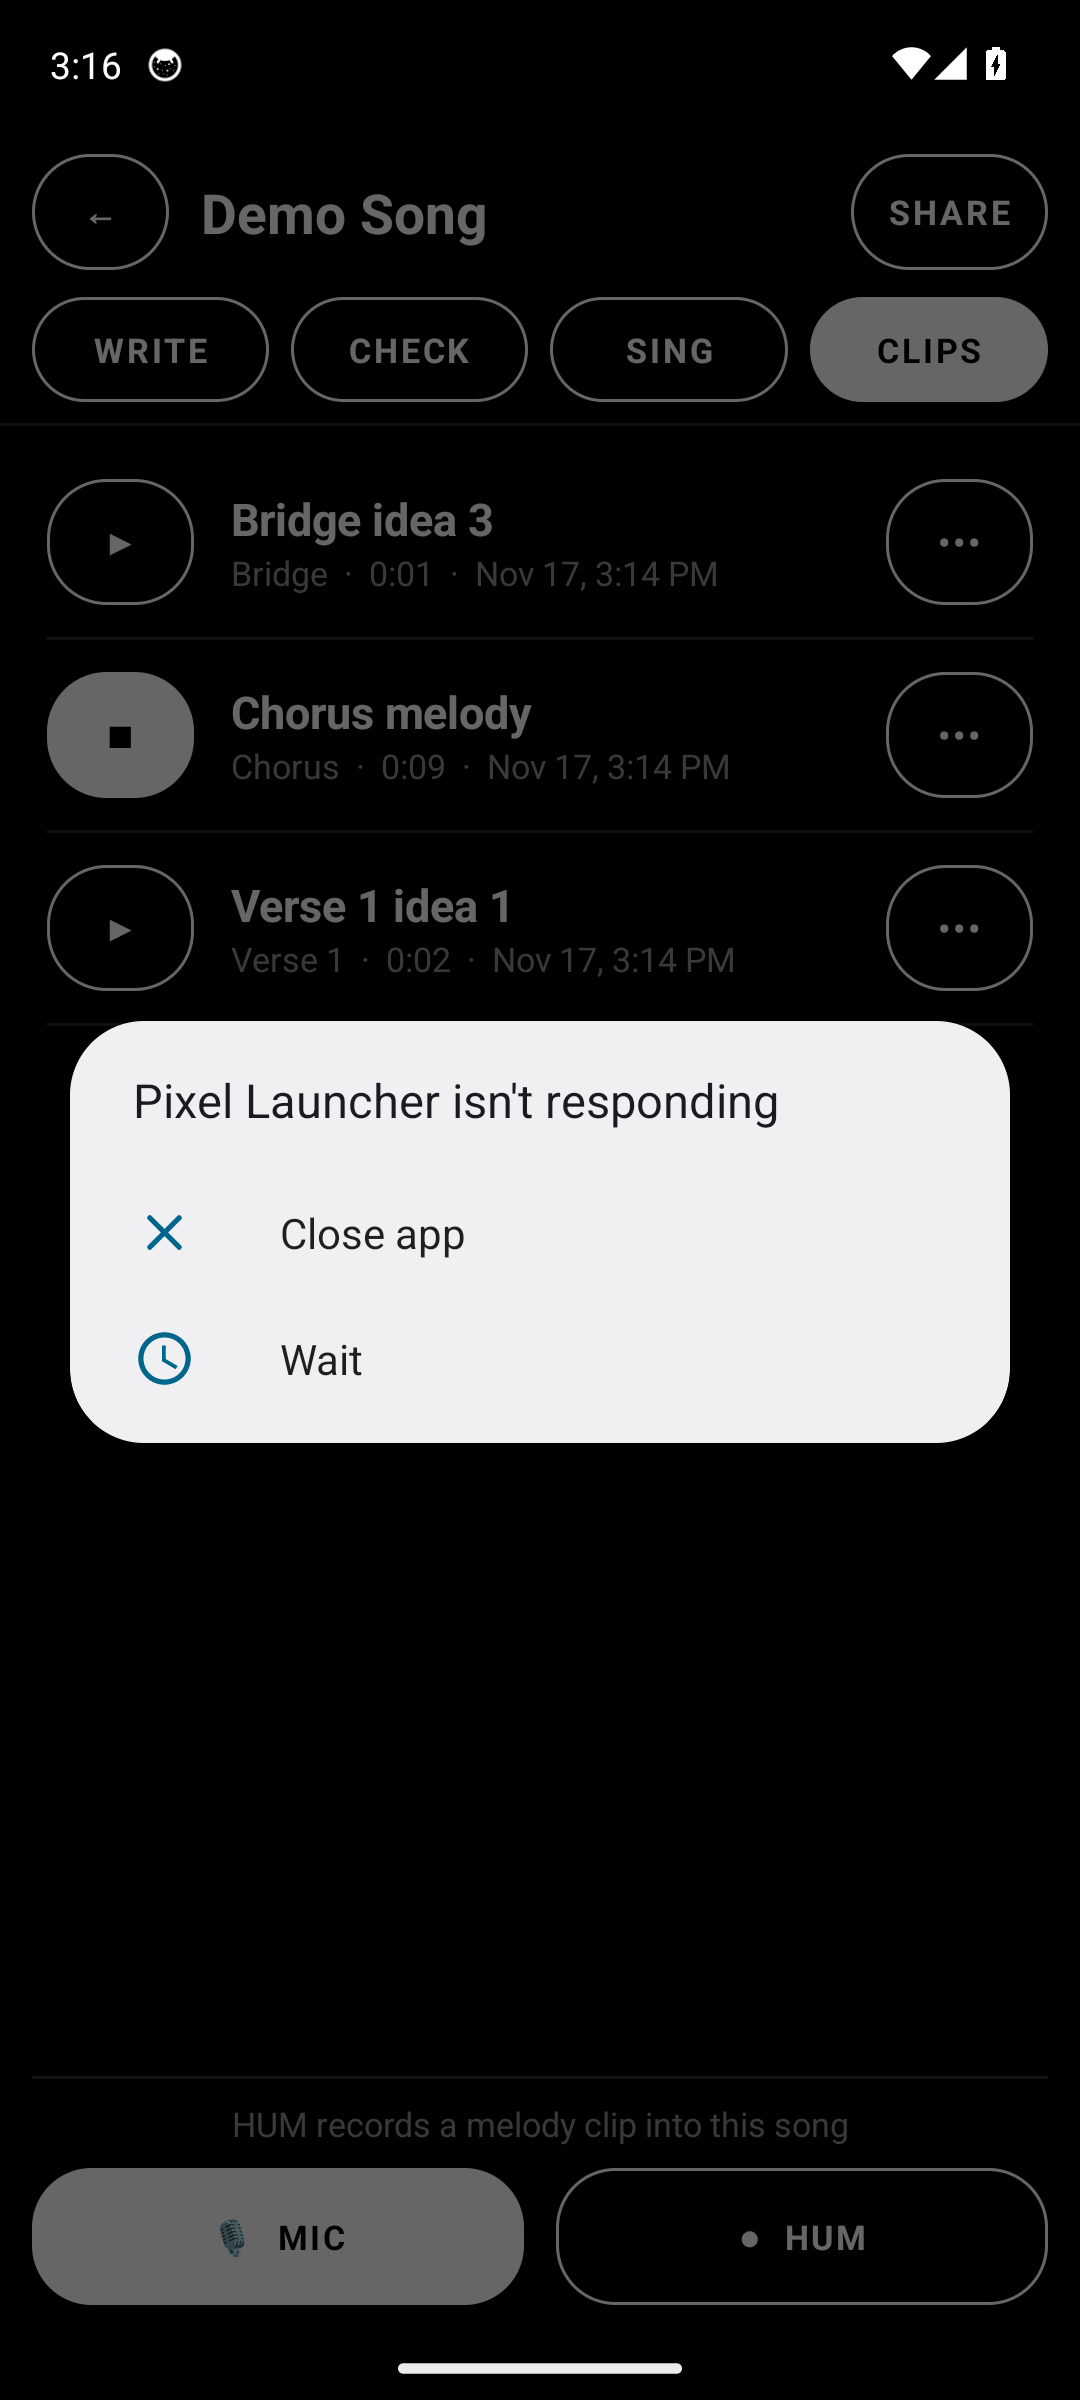 3:16
← Demo Song SHARE
WRITE CHECK SING CLIPS
Bridge idea 3
Bridge · 0:01 · Nov 17, 3:14 PM
Chorus melody
Chorus · 0:09 · Nov 17, 3:14 PM
Verse 1 idea 1
Verse 1 · 0:02 · Nov 17, 3:14 PM
Pixel Launcher isn't responding
Close app
Wait
HUM records a melody clip into this song
MIC HUM